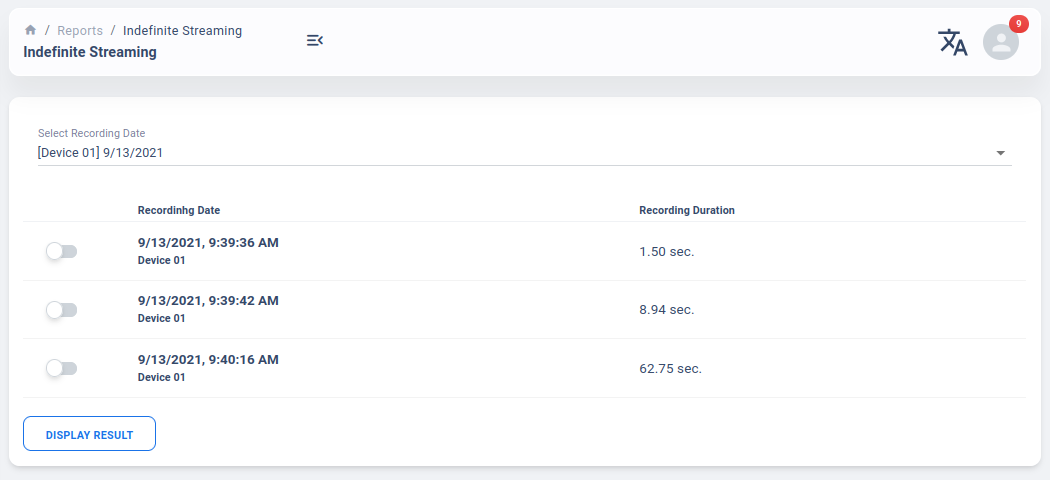 / Reports / Indefinite Streaming
Indefinite Streaming
9
Select Recording Date
[Device 01] 9/13/2021
Recordinhg Date Recording Duration
9/13/2021, 9:39:36 AM
Device 01
1.50 sec.
9/13/2021, 9:39:42 AM
Device 01
8.94 sec.
9/13/2021, 9:40:16 AM
Device 01
62.75 sec.
DISPLAY RESULT